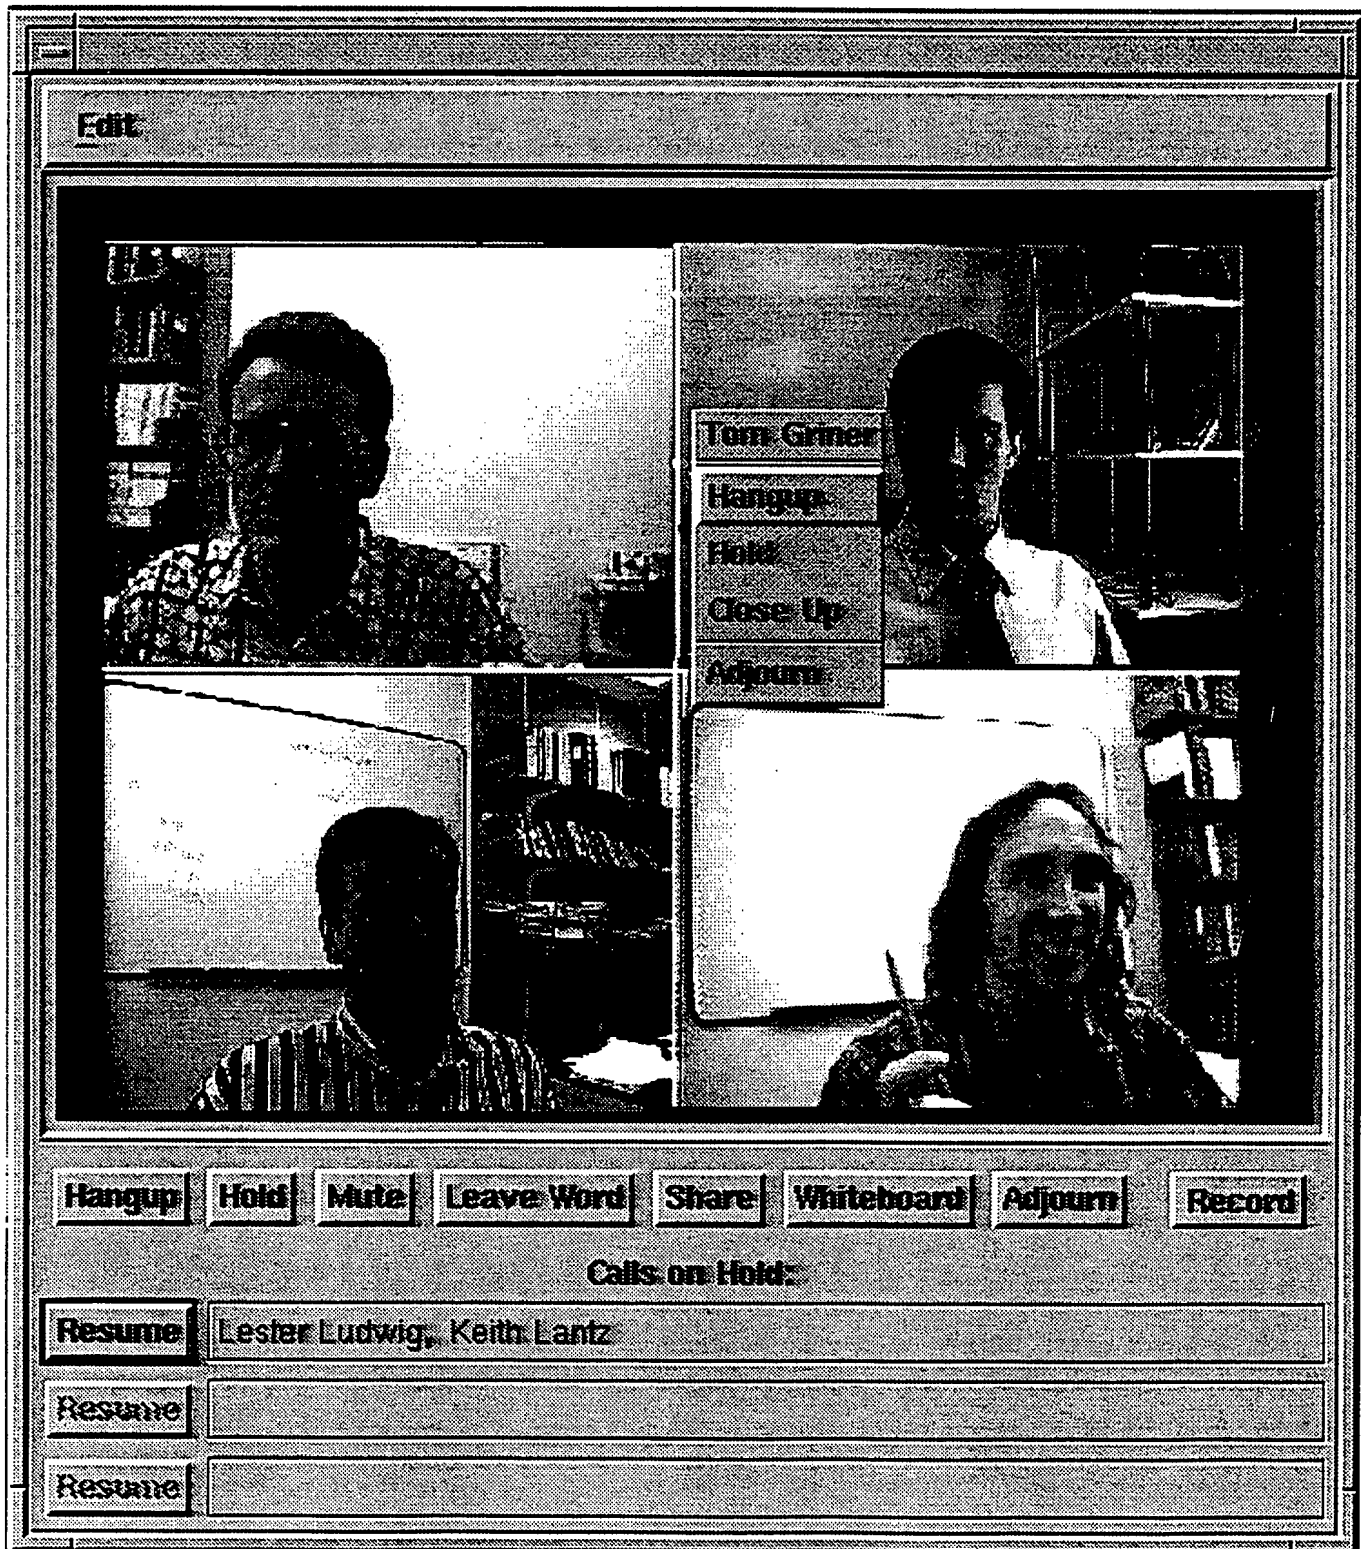 Edit
Tom Griner
Hangup
Hold
Close Up
Adjourn
Hangup Hold Mute Leave Word Share Whiteboard Adjourn Record
Calls on Hold:
Resume Lester Ludwig, Keith Lantz
Resume
Resume